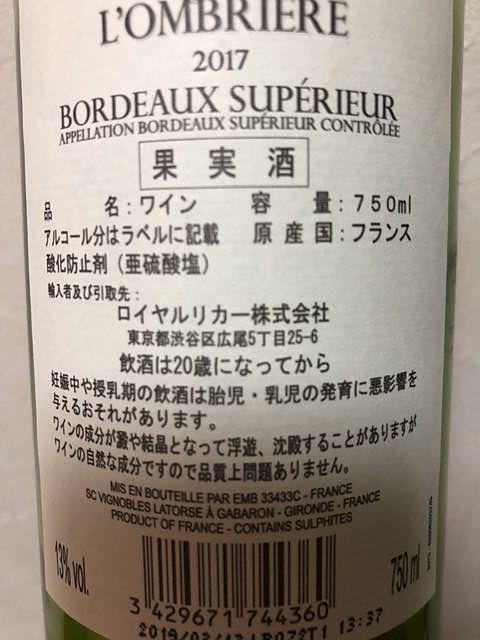 L'OMBRIÈRE
2017
BORDEAUX SUPÉRIEUR
APPELLATION BORDEAUX SUPÉRIEUR CONTRÔLÉE
果実酒
品名:ワイン 容量:750ml
アルコール分はラベルに記載 原産国:フランス
酸化防止剤(亜硫酸塩)
輸入者及び引取先:
ロイヤルリカー株式会社
東京都渋谷区広尾5丁目25-6
飲酒は20歳になってから
妊娠中や授乳期の飲酒は胎児・乳児の発育に悪影響を
与えるおそれがあります。
ワインの成分が澱や結晶となって浮遊、沈殿することがありますが
ワインの自然な成分ですので品質上問題ありません。
MIS EN BOUTEILLE PAR EMB 33433C - FRANCE
SC VIGNOBLES LATORSE À GABARON - GIRONDE - FRANCE
PRODUCT OF FRANCE - CONTAINS SULPHITES
13% vol.
750 ml
3 429671 744360
13:37